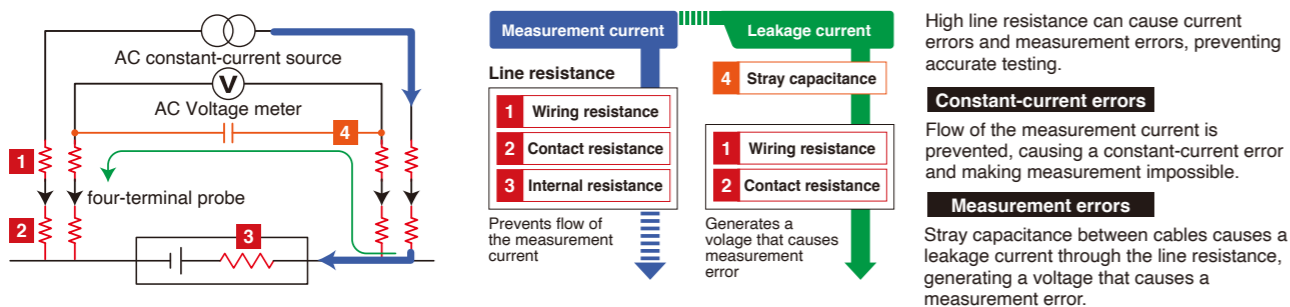 AC constant-current source
V
AC Voltage meter
4
1
four-terminal probe
2
3
Measurement current
Line resistance
1 Wiring resistance
2 Contact resistance
3 Internal resistance
Prevents flow of
the measurement
current
Leakage current
4 Stray capacitance
1 Wiring resistance
2 Contact resistance
Generates a
volage that causes
measurement
error
High line resistance can cause current
errors and measurement errors, preventing
accurate testing.
Constant-current errors
Flow of the measurement current is
prevented, causing a constant-current error
and making measurement impossible.
Measurement errors
Stray capacitance between cables causes a
leakage current through the line resistance,
generating a voltage that causes a
measurement error.